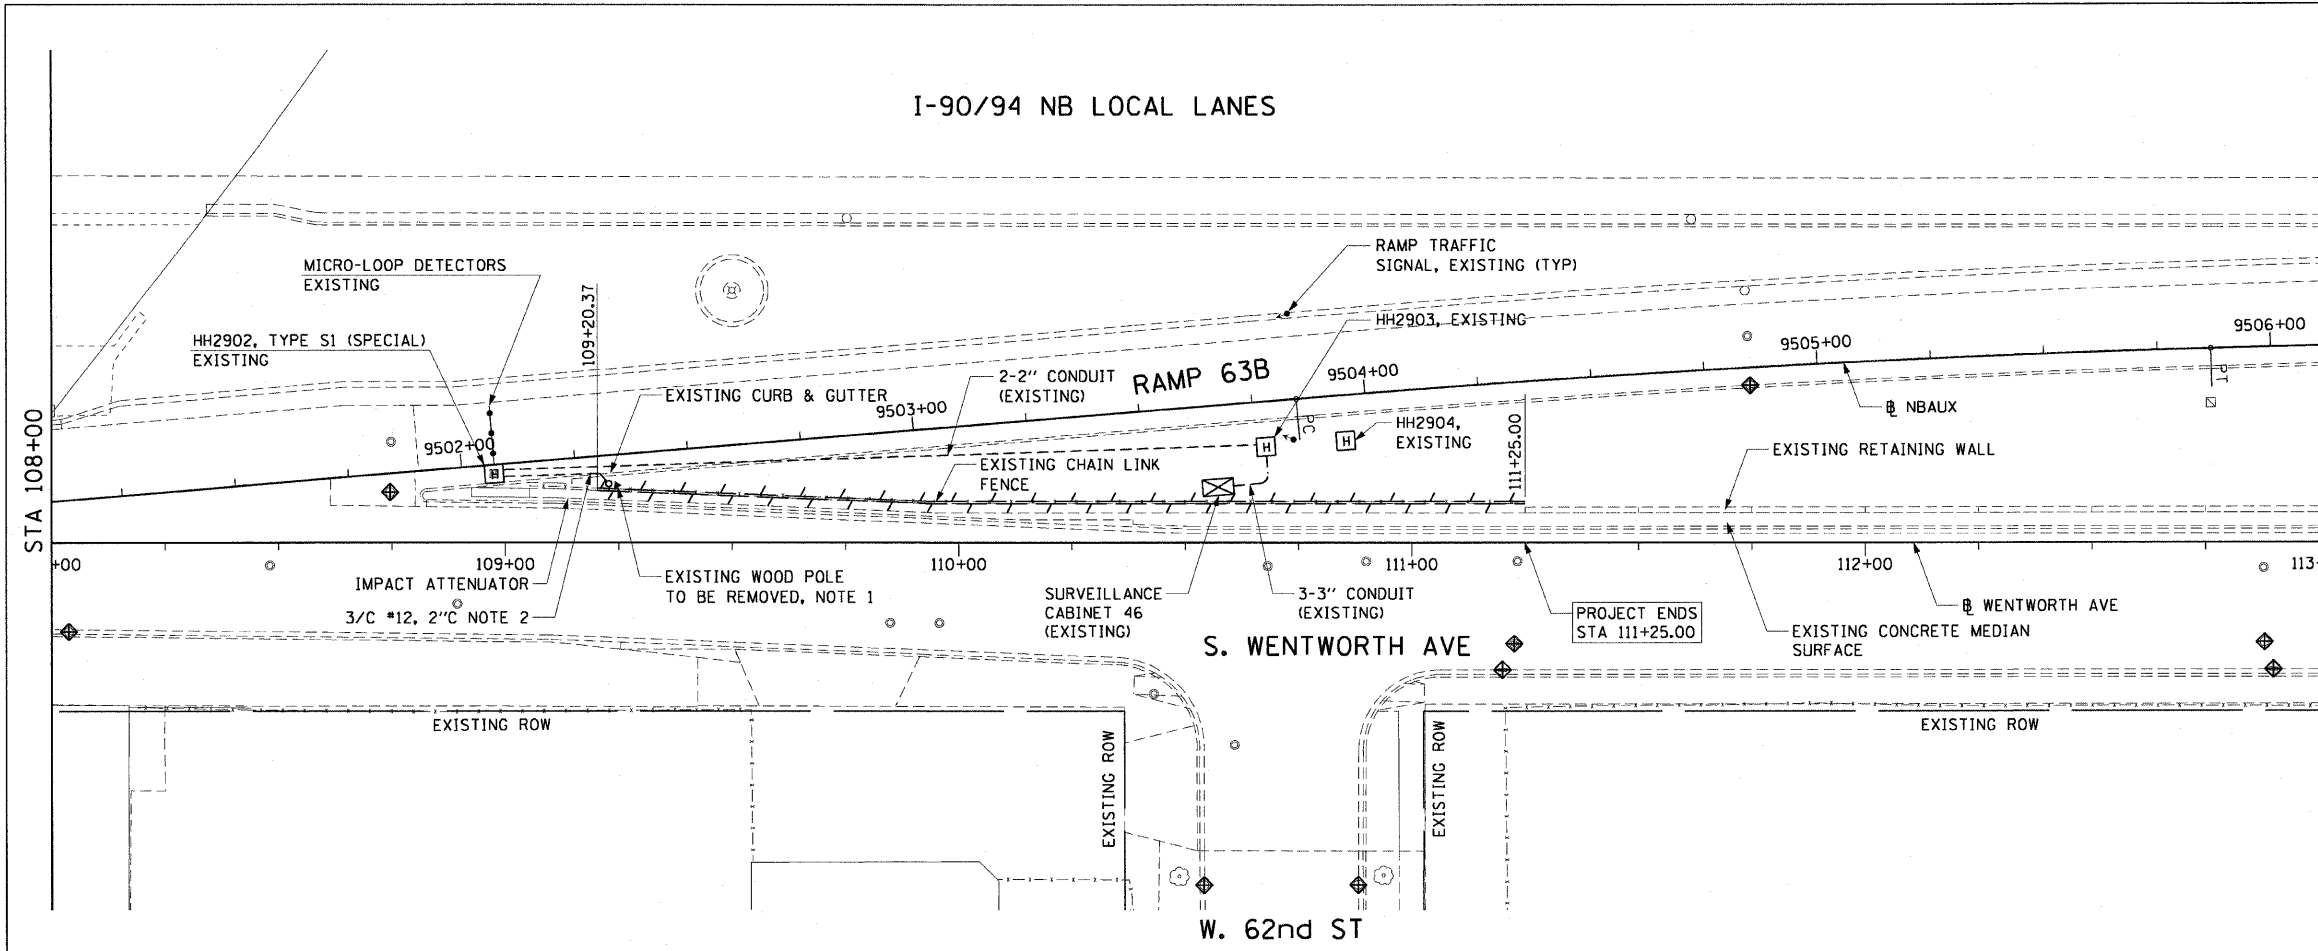 I-90/94 NB LOCAL LANES
RAMP TRAFFIC
SIGNAL, EXISTING (TYP)
MICRO-LOOP DETECTORS
EXISTING
109+20.37
HH2903, EXISTING
HH2902, TYPE S1 (SPECIAL)
EXISTING
9506+00
9505+00
2-2" CONDUIT
(EXISTING)
RAMP 63B
9504+00
PT
EXISTING CURB & GUTTER
9503+00
NBAUX
PC
HH2904,
EXISTING
111+25.00
9502+00
H
H
H
STA 108+00
EXISTING RETAINING WALL
EXISTING CHAIN LINK
FENCE
+00
109+00
110+00
111+00
112+00
113+
IMPACT ATTENUATOR
3/C #12, 2"C NOTE 2
EXISTING WOOD POLE
TO BE REMOVED, NOTE 1
SURVEILLANCE
CABINET 46
(EXISTING)
3-3" CONDUIT
(EXISTING)
PROJECT ENDS
STA 111+25.00
WENTWORTH AVE
EXISTING CONCRETE MEDIAN
SURFACE
S. WENTWORTH AVE
EXISTING ROW
EXISTING ROW
EXISTING ROW
EXISTING ROW
W. 62nd ST